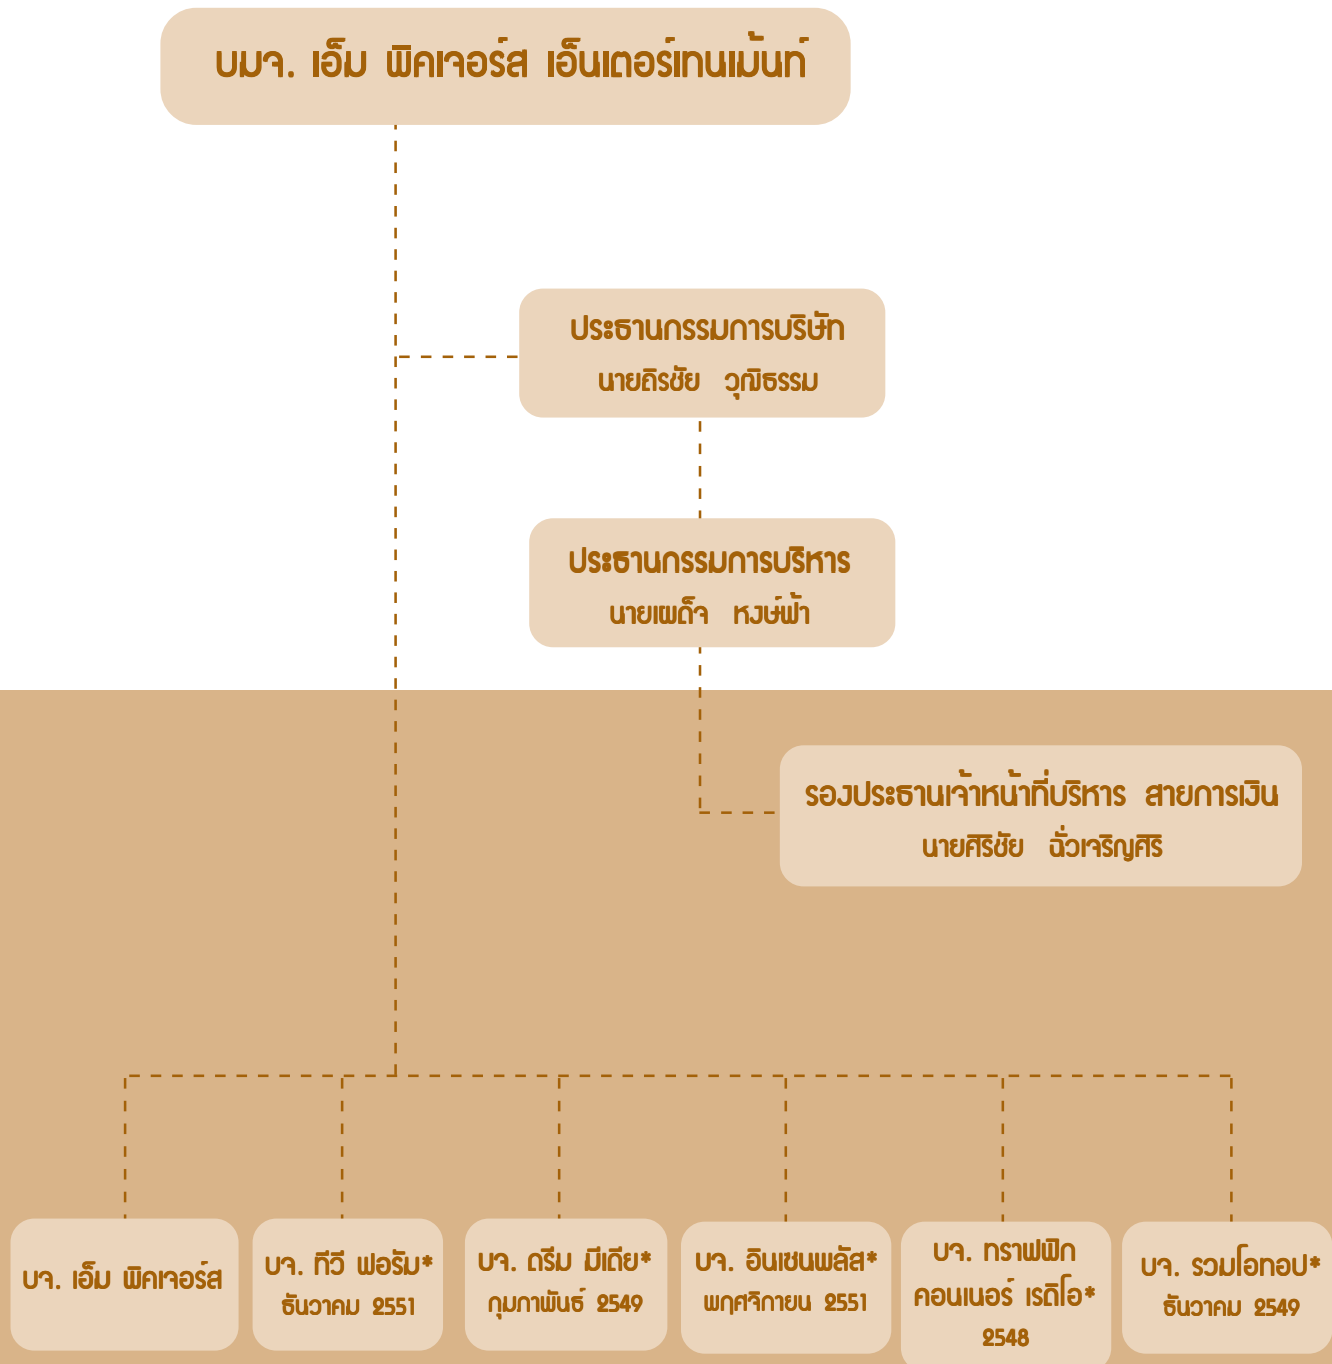 บมจ. เอ็ม พิคเจอร์ส เอ็นเตอร์เทนเม้นท์
ประธานกรรมการบริษัท
นายถิรชัย วุฒิธรรม
ประธานกรรมการบริหาร
นายเผด็จ หงษ์ฟ้า
รองประธานเจ้าหน้าที่บริหาร สายการเงิน
นายศิริชัย ฉั่วเจริญศิริ
บจ. เอ็ม พิคเจอร์ส
บจ. ทีวี ฟอรัม*
ธันวาคม 2551
บจ. ดรีม มีเดีย*
กุมภาพันธ์ 2549
บจ. อินเซนพลัส*
พฤศจิกายน 2551
บจ. ทราฟฟิก
คอนเนอร์ เรดิโอ*
2548
บจ. รวมโอทอป*
ธันวาคม 2549